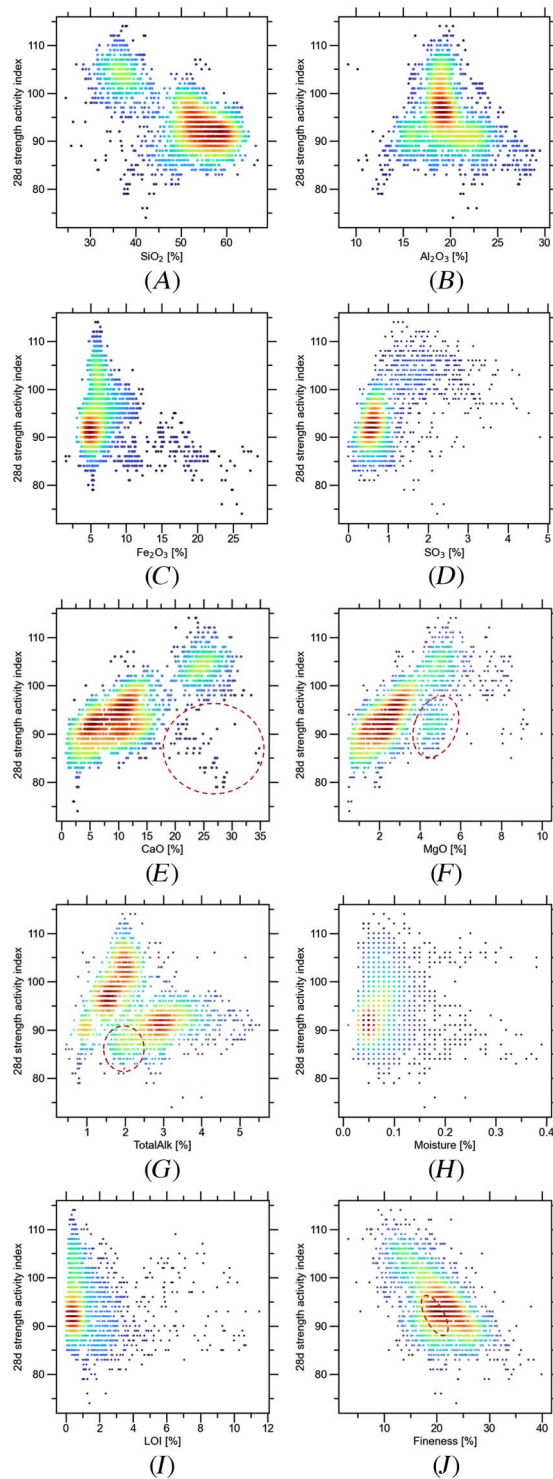 110
100
90
80
28d strength activity index
30 40 50 60
SiO₂ [%]
(A)
110
100
90
80
28d strength activity index
10 15 20 25 30
Al₂O₃ [%]
(B)
110
100
90
80
28d strength activity index
5 10 15 20 25
Fe₂O₃ [%]
(C)
110
100
90
80
28d strength activity index
0 1 2 3 4 5
SO₃ [%]
(D)
110
100
90
80
28d strength activity index
0 5 10 15 20 25 30 35
CaO [%]
(E)
110
100
90
80
28d strength activity index
0 2 4 6 8 10
MgO [%]
(F)
110
100
90
80
28d strength activity index
1 2 3 4 5
TotalAlk [%]
(G)
110
100
90
80
28d strength activity index
0.0 0.1 0.2 0.3 0.4
Moisture [%]
(H)
110
100
90
80
28d strength activity index
0 2 4 6 8 10 12
LOI [%]
(I)
110
100
90
80
28d strength activity index
10 20 30 40
Fineness [%]
(J)